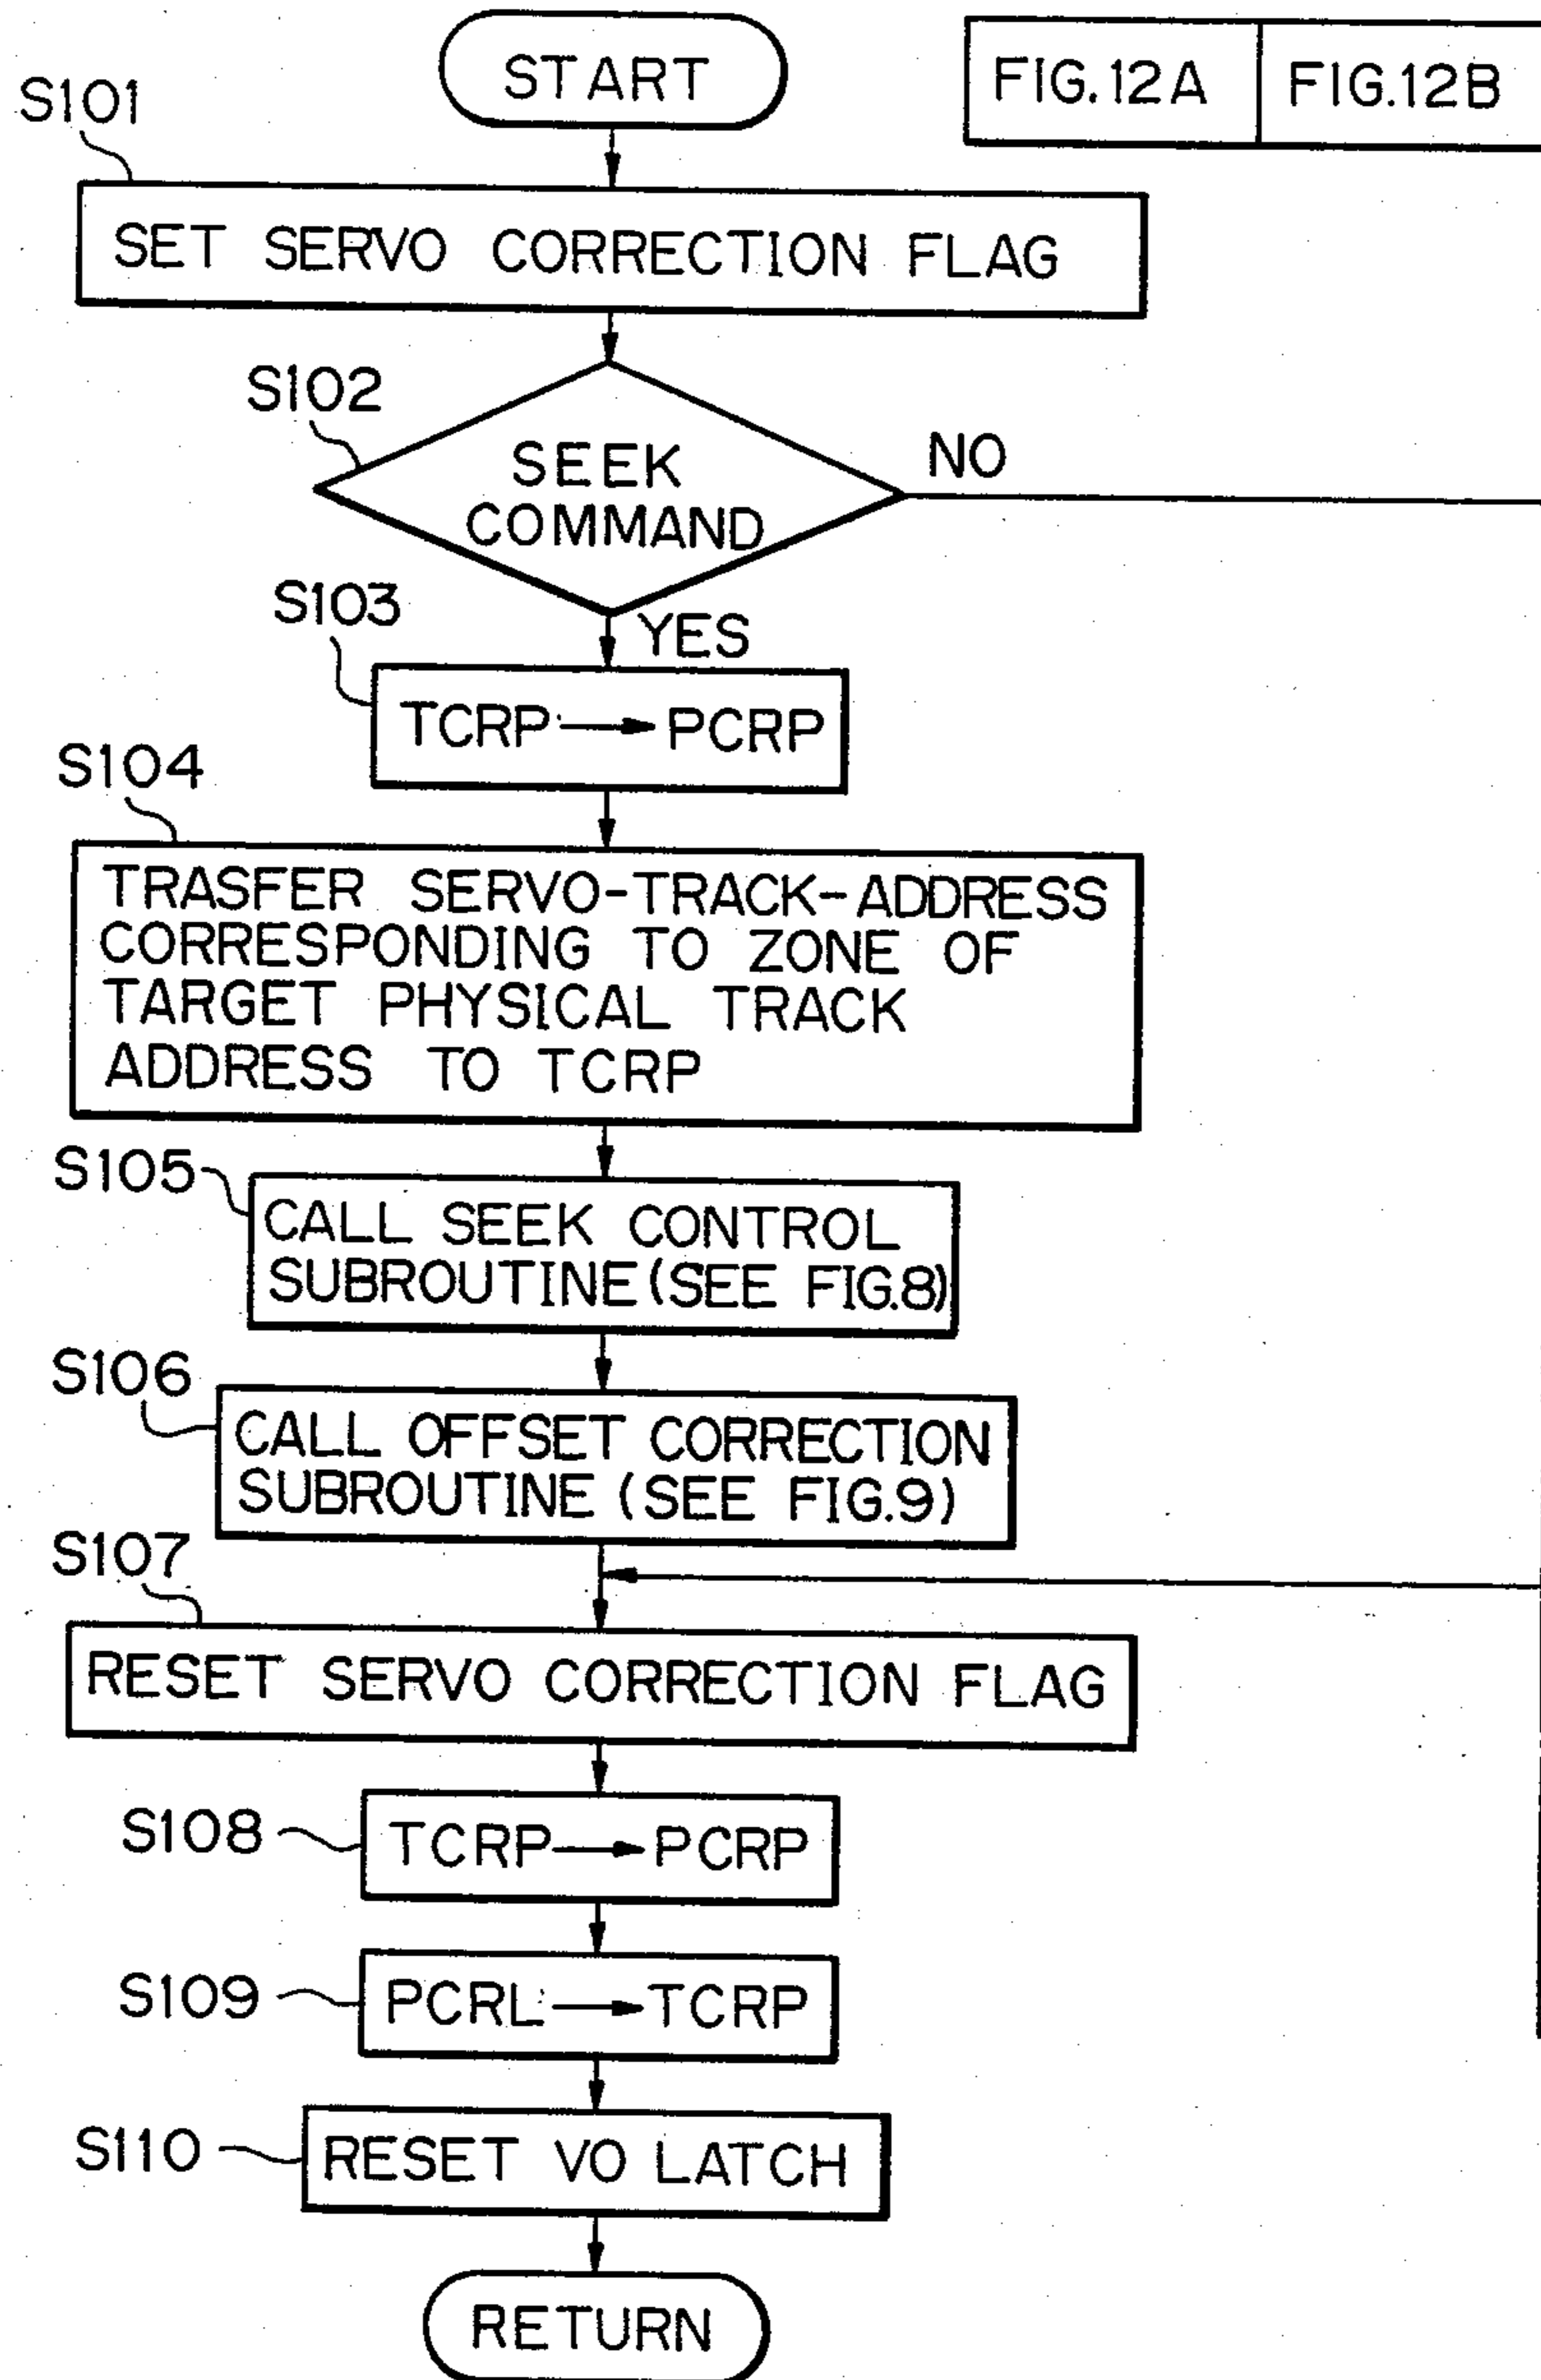 START
FIG.12A
FIG.12B
S101
SET SERVO CORRECTION FLAG
S102
SEEK
COMMAND
NO
S103
YES
TCRP → PCRP
S104
TRASFER SERVO-TRACK-ADDRESS
CORRESPONDING TO ZONE OF
TARGET PHYSICAL TRACK
ADDRESS TO TCRP
S105
CALL SEEK CONTROL
SUBROUTINE (SEE FIG.8)
S106
CALL OFFSET CORRECTION
SUBROUTINE (SEE FIG.9)
S107
RESET SERVO CORRECTION FLAG
S108
TCRP → PCRP
S109
PCRL → TCRP
S110
RESET VO LATCH
RETURN